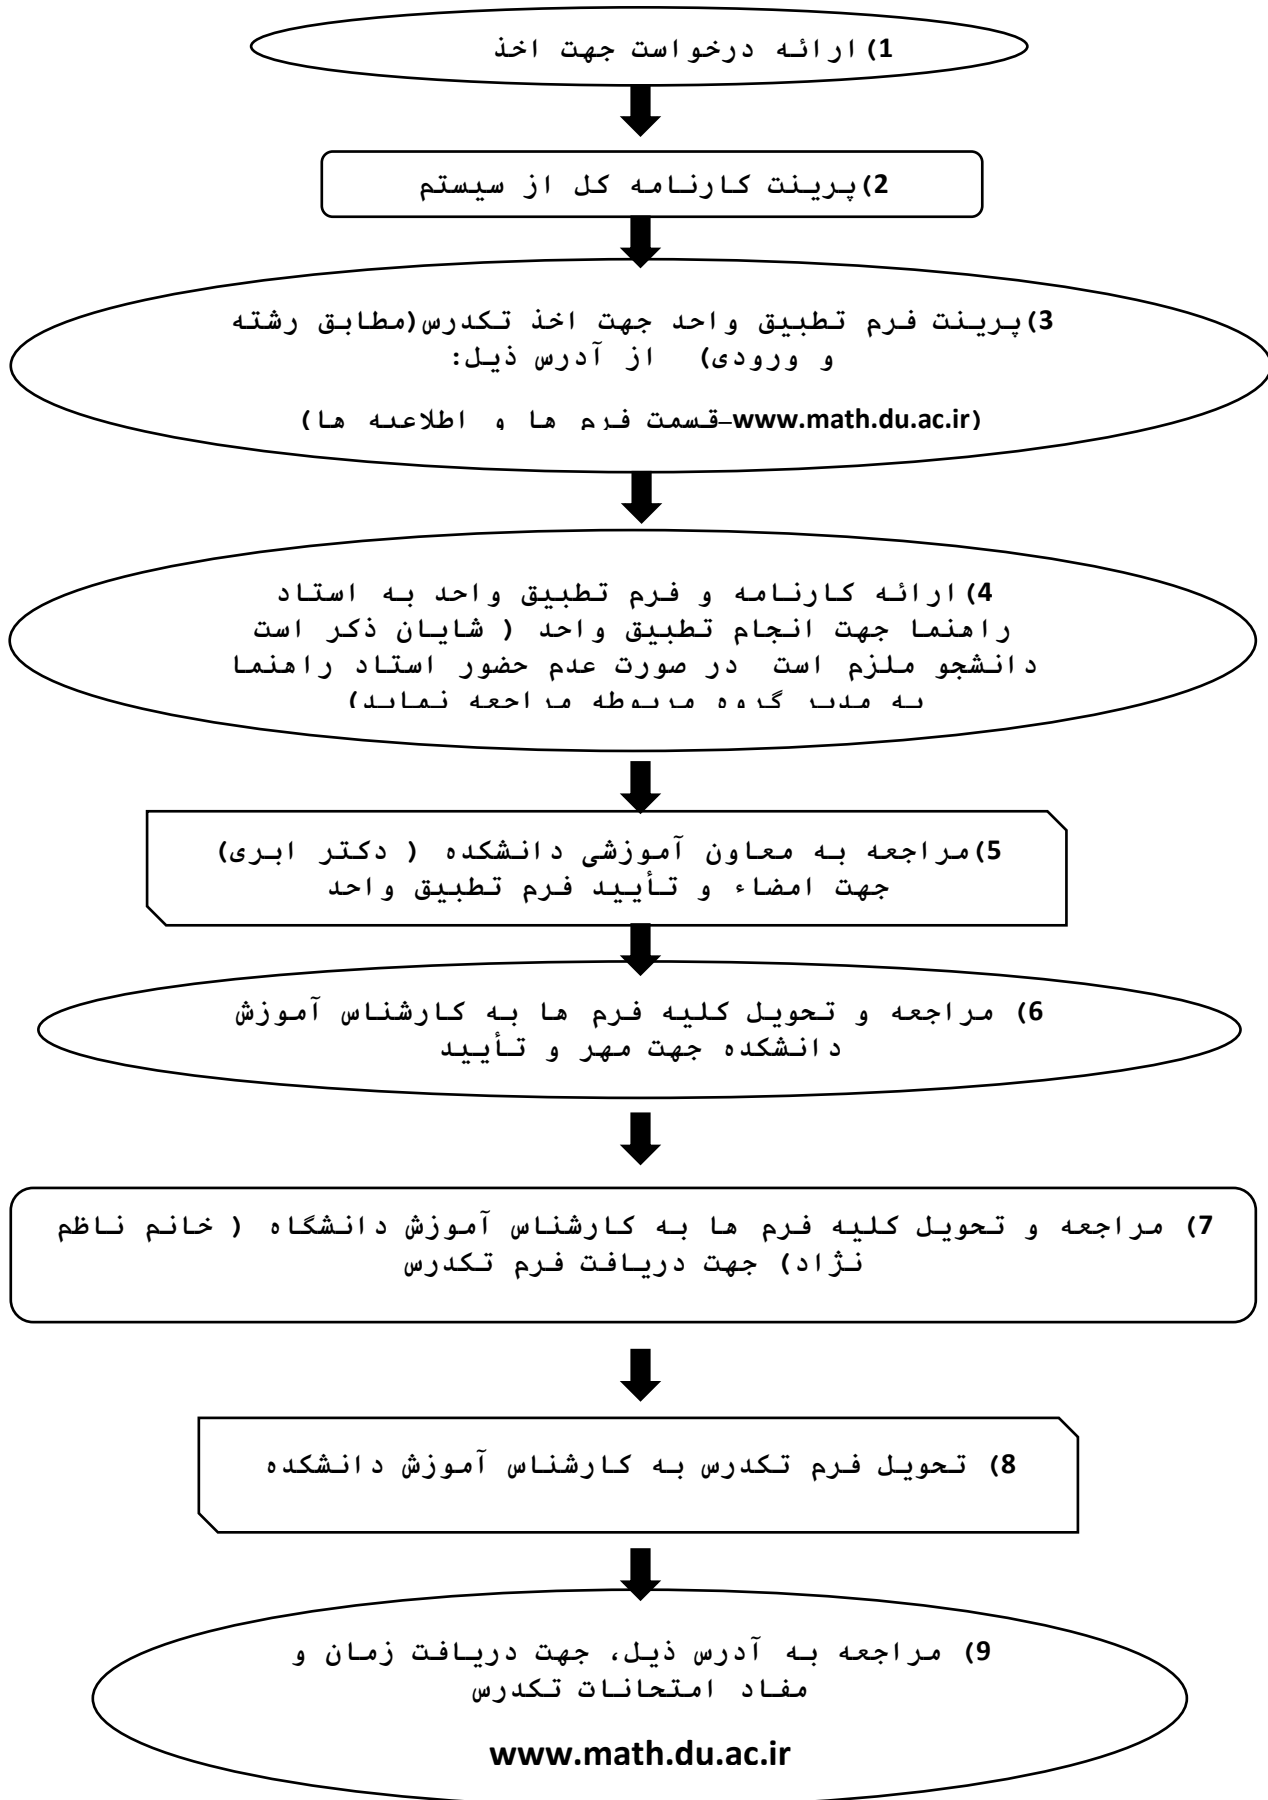 1) ارائه درخواست جهت اخذ
2) پرینت کارنامه کل از سیستم
3) پرینت فرم تطبیق واحد جهت اخذ تکدرس(مطابق رشته
و ورودی) از آدرس ذیل:
(www.math.du.ac.ir–قسمت فرم ها و اطلاعیه ها)
4) ارائه کارنامه و فرم تطبیق واحد به استاد
راهنما جهت انجام تطبیق واحد ( شایان ذکر است
دانشجو ملزم است در صورت عدم حضور استاد راهنما
به مدیر گروه مربوطه مراجعه نماید)
5) مراجعه به معاون آموزشی دانشکده ( دکتر ابری)
جهت امضاء و تأیید فرم تطبیق واحد
6) مراجعه و تحویل کلیه فرم ها به کارشناس آموزش
دانشکده جهت مهر و تأیید
7) مراجعه و تحویل کلیه فرم ها به کارشناس آموزش دانشگاه ( خانم ناظم
نژاد) جهت دریافت فرم تکدرس
8) تحویل فرم تکدرس به کارشناس آموزش دانشکده
9) مراجعه به آدرس ذیل، جهت دریافت زمان و
مفاد امتحانات تکدرس
www.math.du.ac.ir